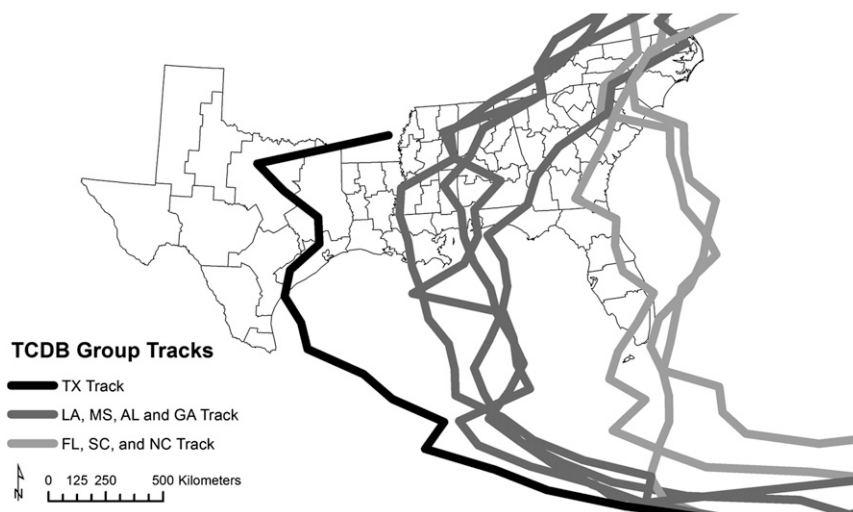 TCDB Group Tracks
TX Track
LA, MS, AL and GA Track
FL, SC, and NC Track
N
0 125 250 500 Kilometers